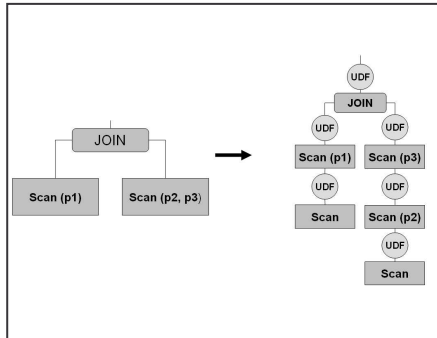 UDF
JOIN
UDF UDF
JOIN
Scan (p1) Scan (p3)
UDF UDF
Scan (p1) Scan (p2, p3)
Scan Scan (p2)
UDF
Scan